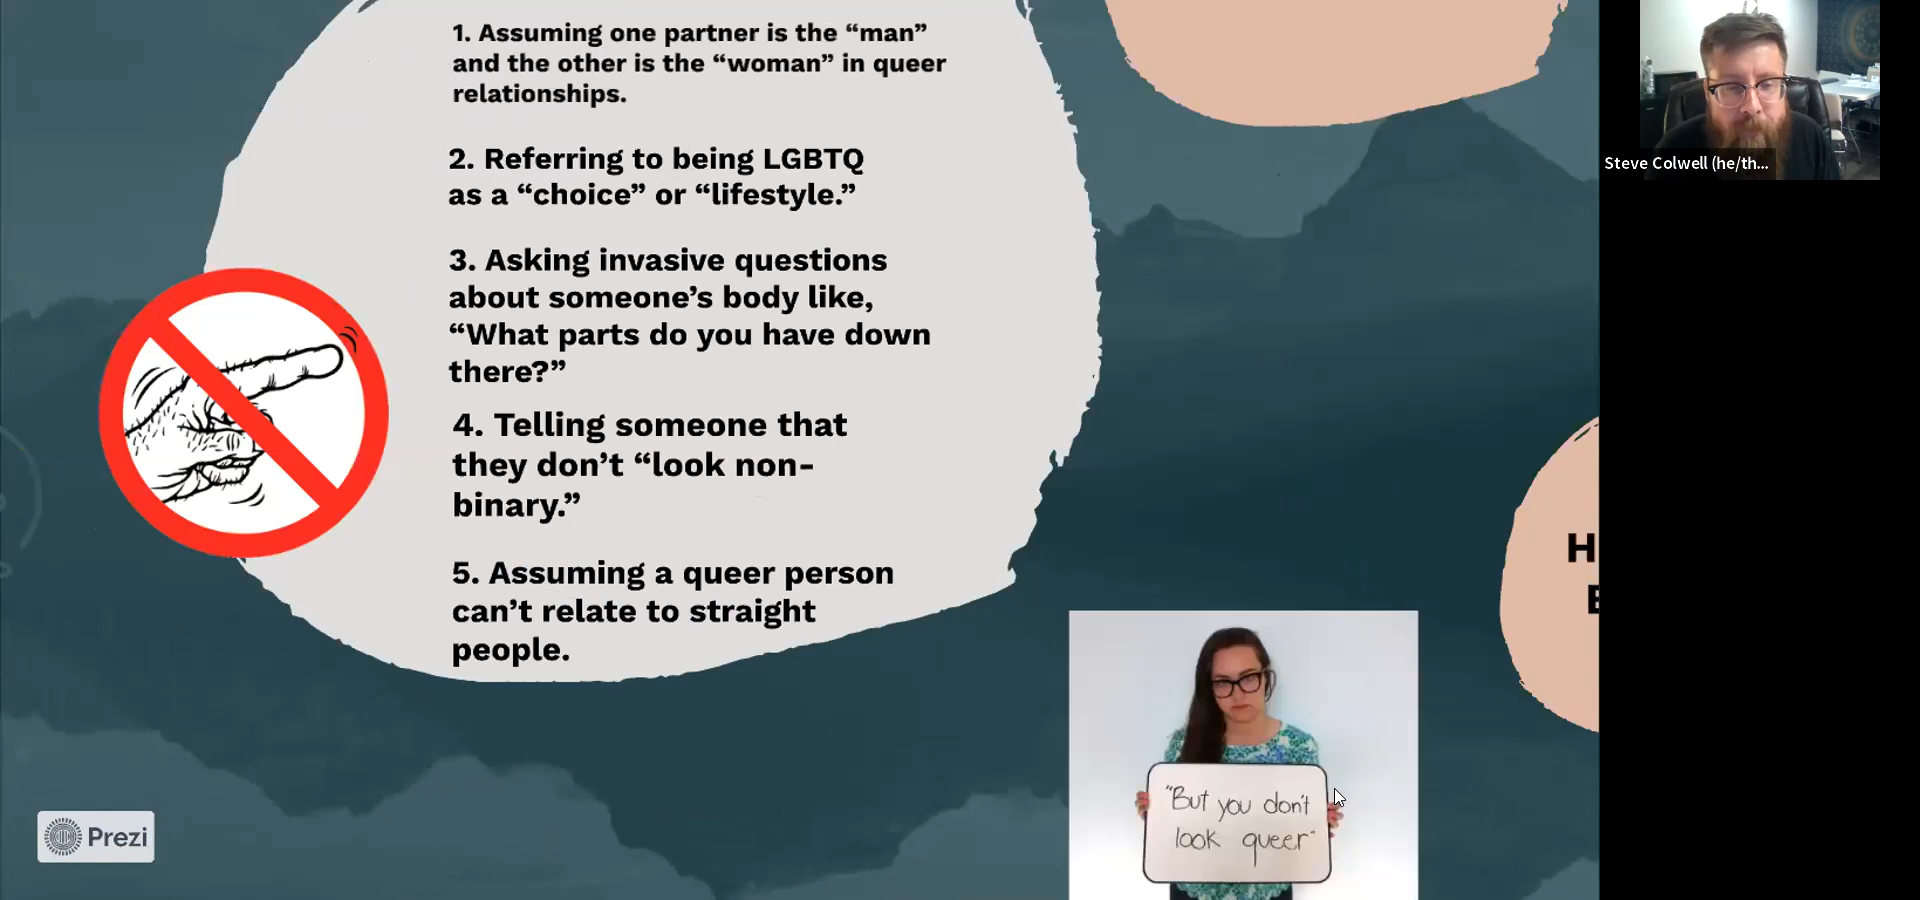 1. Assuming one partner is the “man”
and the other is the “woman” in queer
relationships.
2. Referring to being LGBTQ
as a “choice” or “lifestyle.”
3. Asking invasive questions
about someone’s body like,
“What parts do you have down
there?”
4. Telling someone that
they don’t “look non-
binary.”
5. Assuming a queer person
can’t relate to straight
people.
"But you don't
look queer"
Prezi
Steve Colwell (he/th...
H